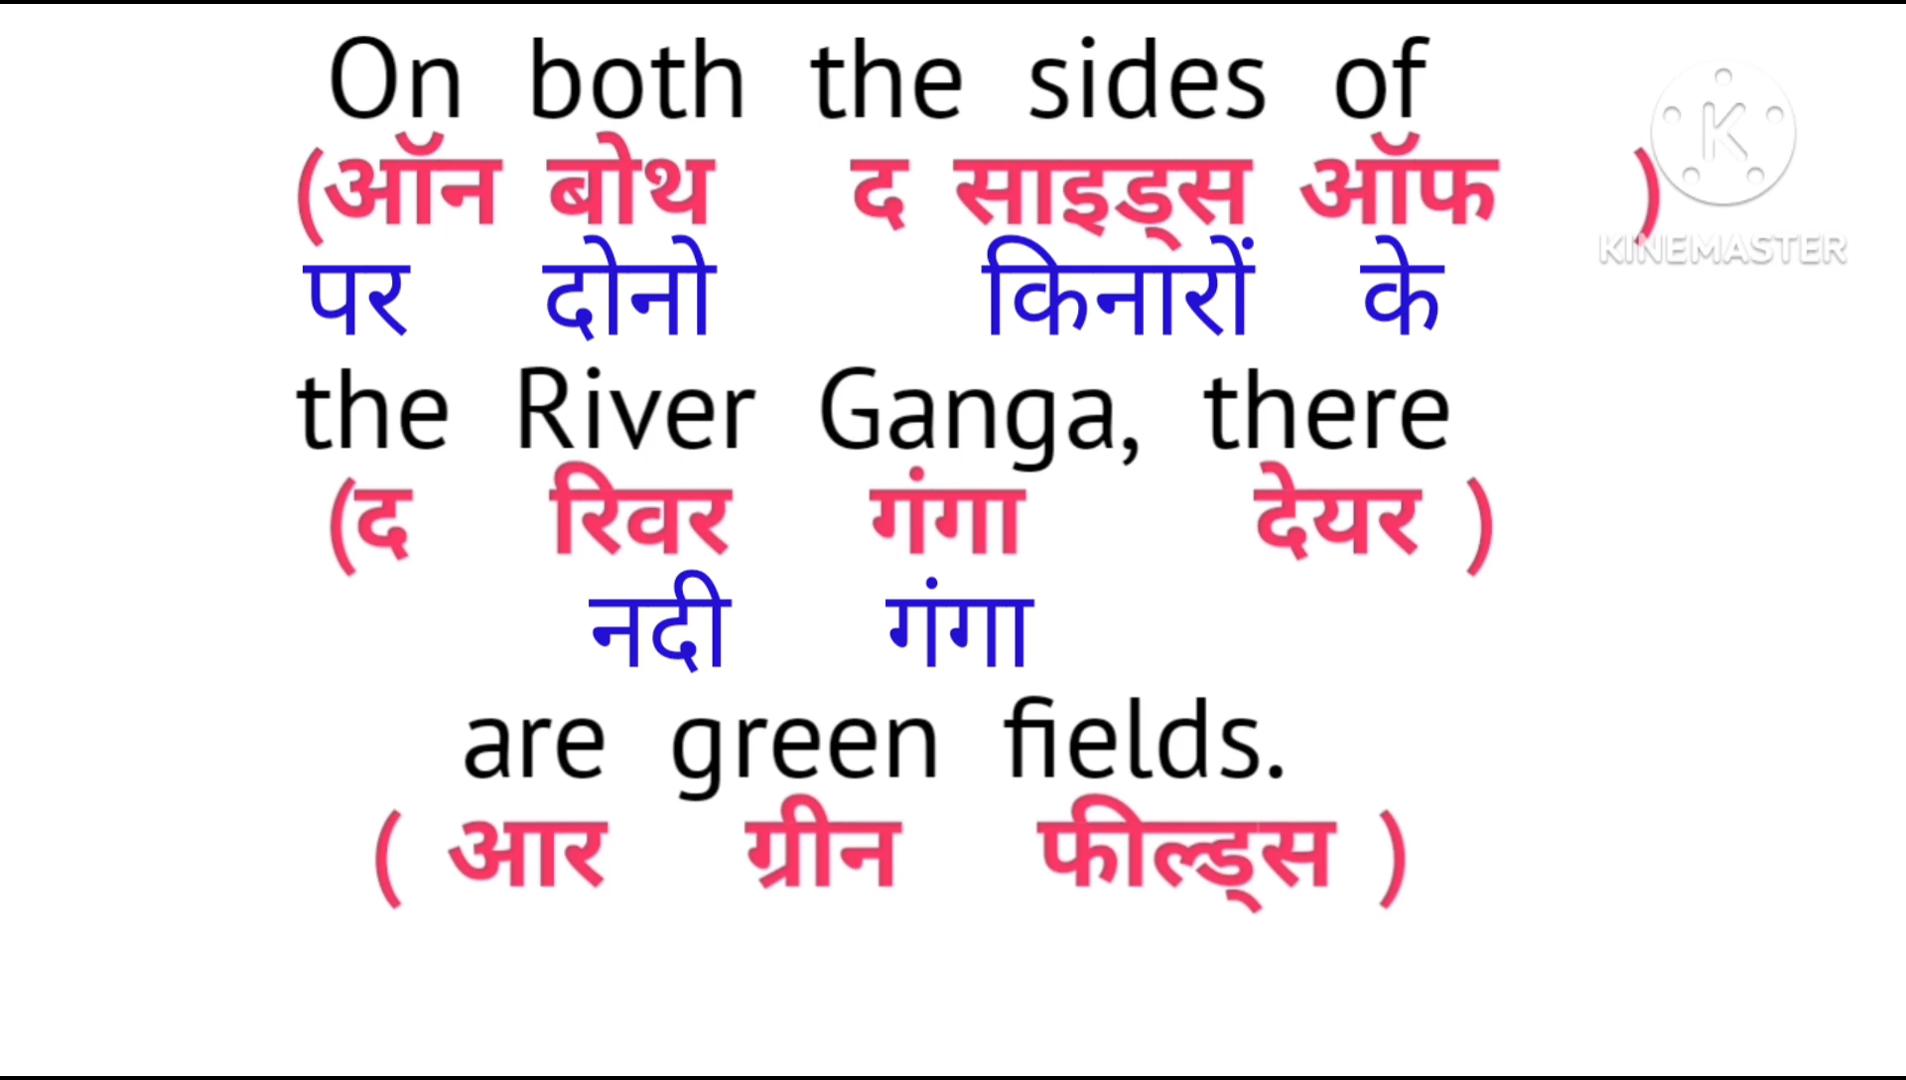 On both the sides of
(ऑन बोथ द साइड्स ऑफ )
पर दोनो किनारों के
the River Ganga, there
(द रिवर गंगा देयर )
नदी गंगा
are green fields.
( आर ग्रीन फील्ड्स )
K
KINEMASTER